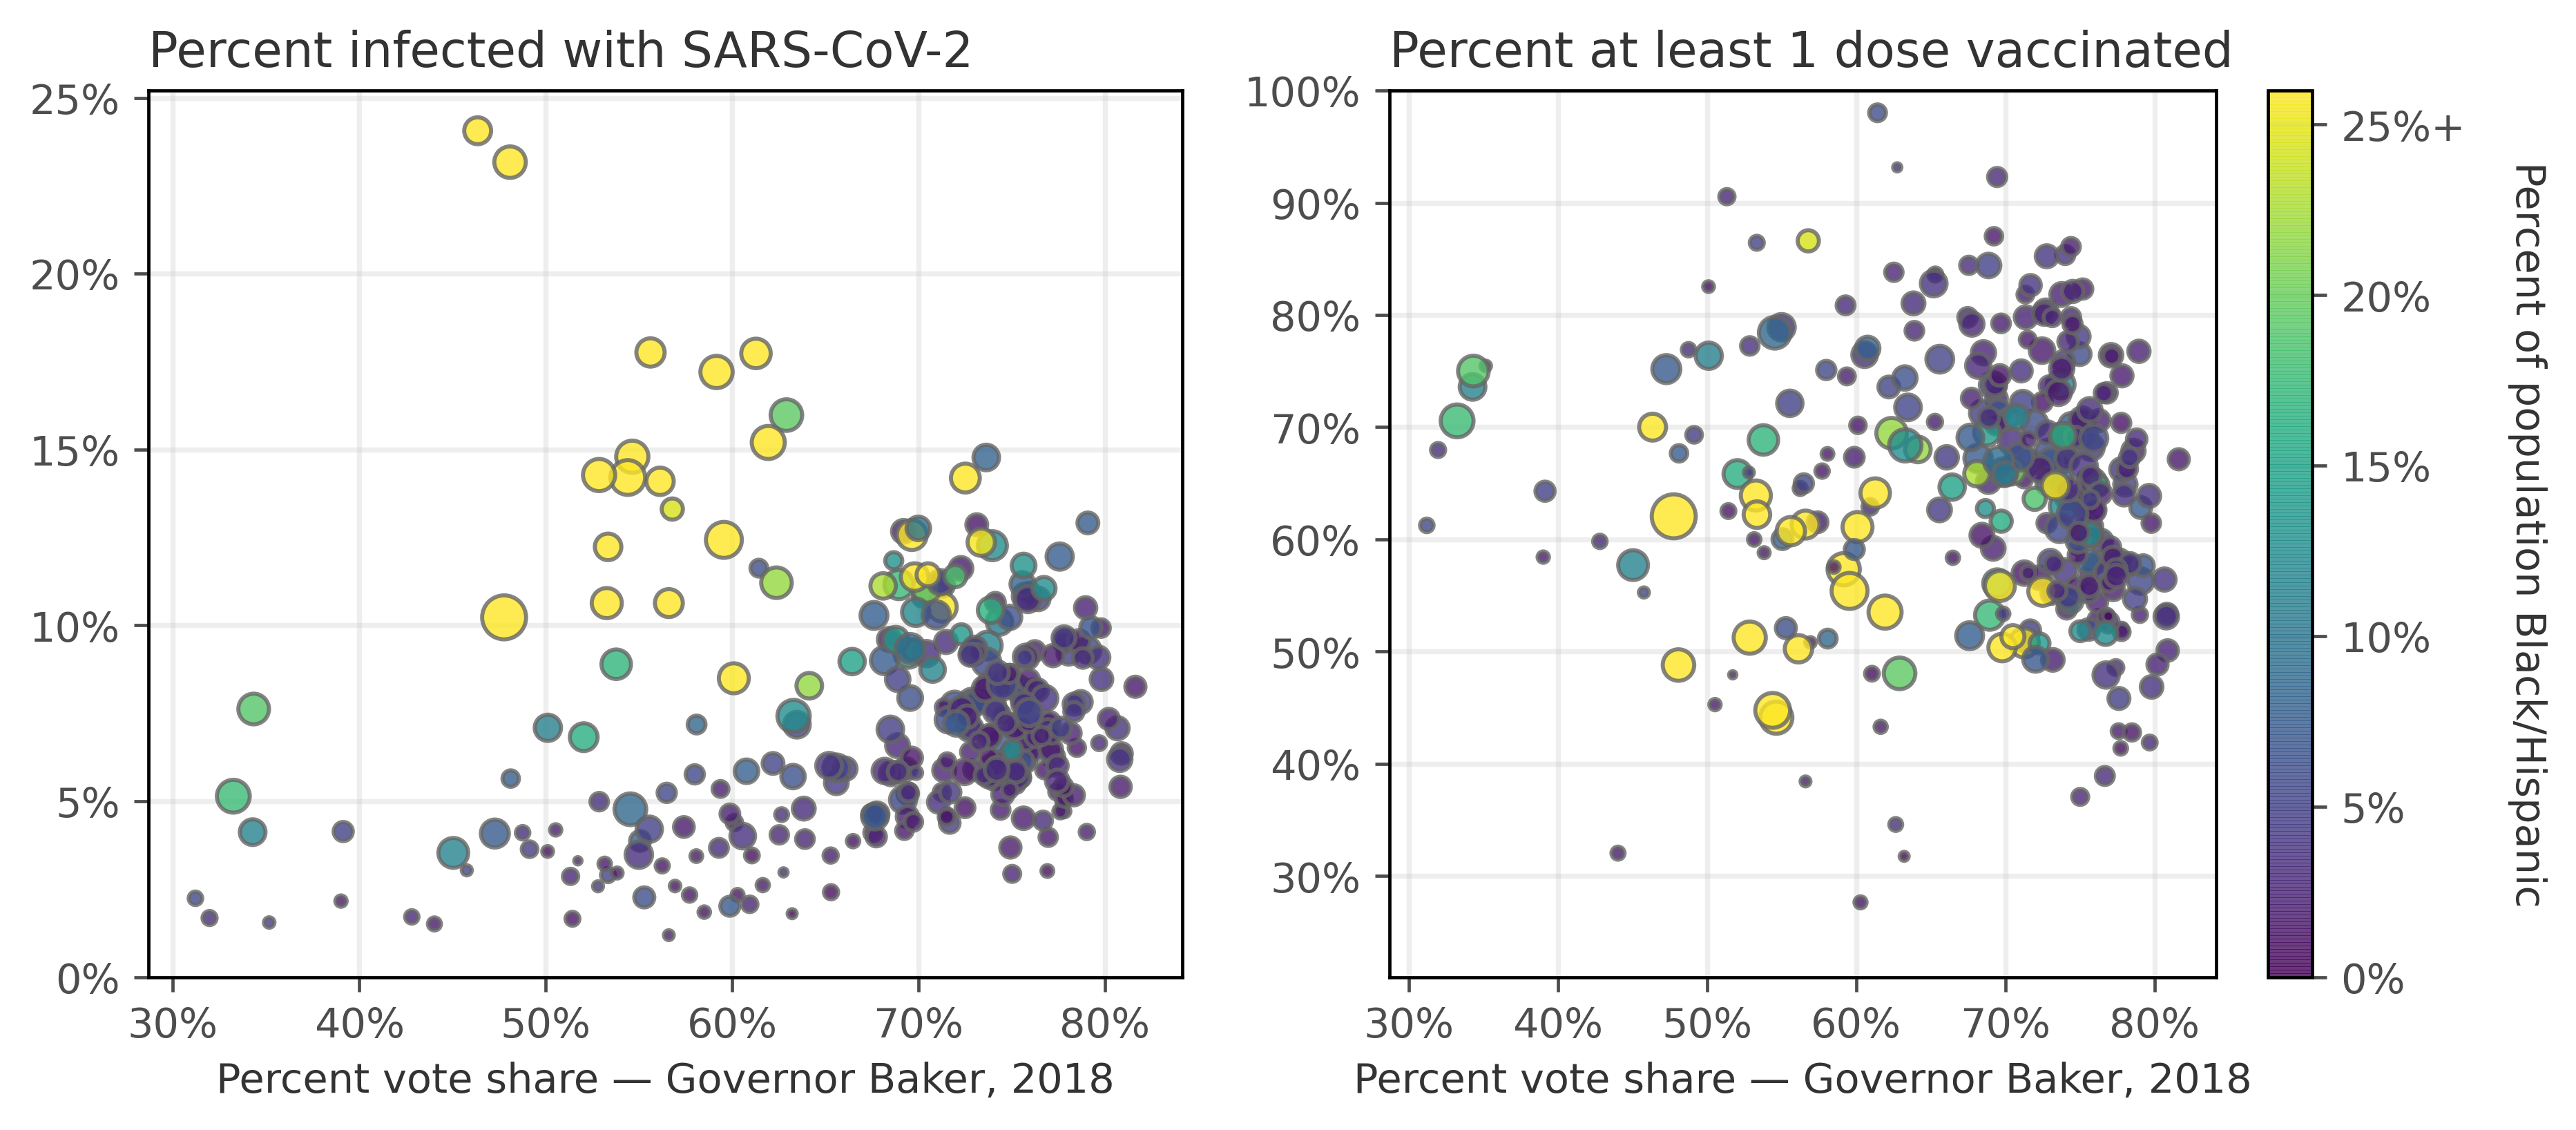 Percent infected with SARS-CoV-2
25%
20%
15%
10%
5%
0%
30% 40% 50% 60% 70% 80%
Percent vote share — Governor Baker, 2018
Percent at least 1 dose vaccinated
100%
90%
80%
70%
60%
50%
40%
30%
30% 40% 50% 60% 70% 80%
Percent vote share — Governor Baker, 2018
25%+
20%
15%
10%
5%
0%
Percent of population Black/Hispanic